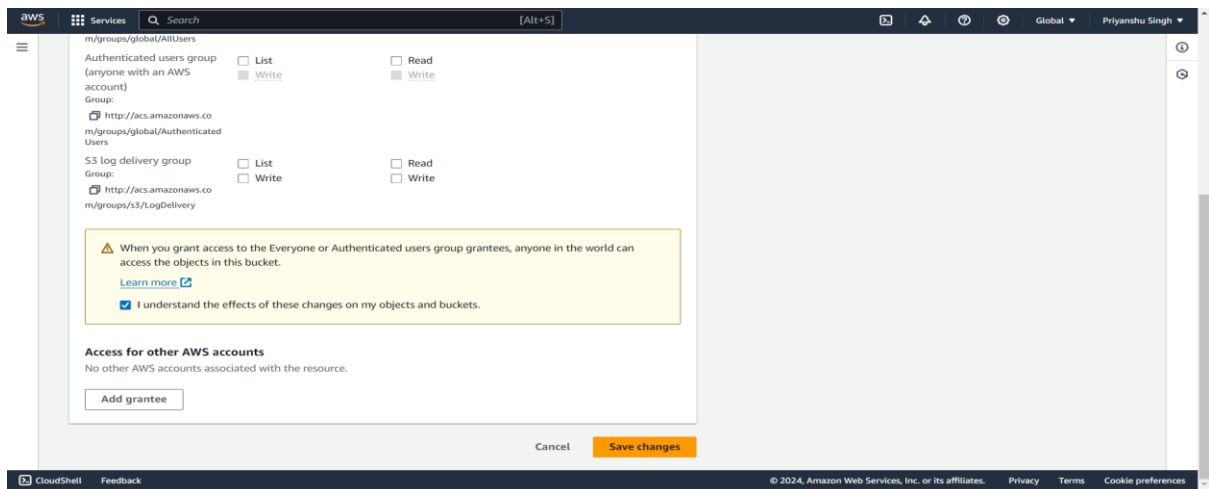 aws
Services
Search
[Alt+S]
Global
Priyanshu Singh
m/groups/global/AllUsers
Authenticated users group
(anyone with an AWS
account)
Group:
http://acs.amazonaws.co
m/groups/global/Authenticated
Users
List
Read
Write
Write
S3 log delivery group
Group:
http://acs.amazonaws.co
m/groups/s3/LogDelivery
List
Read
Write
Write
When you grant access to the Everyone or Authenticated users group grantees, anyone in the world can
access the objects in this bucket.
Learn more
I understand the effects of these changes on my objects and buckets.
Access for other AWS accounts
No other AWS accounts associated with the resource.
Add grantee
Cancel
Save changes
CloudShell
Feedback
© 2024, Amazon Web Services, Inc. or its affiliates.
Privacy
Terms
Cookie preferences